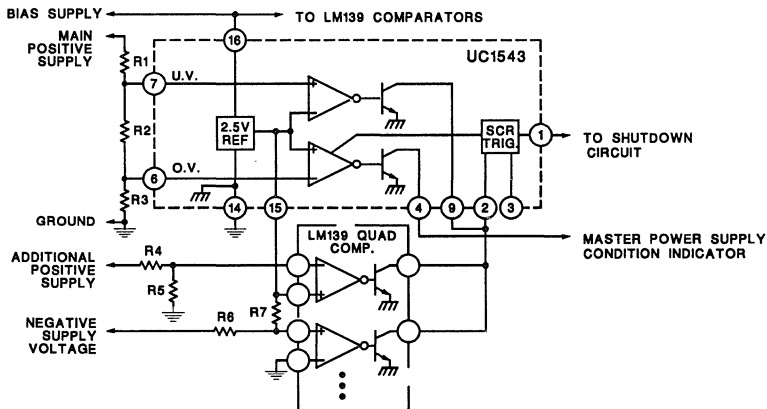 BIAS SUPPLY
TO LM139 COMPARATORS
MAIN
POSITIVE
SUPPLY
16
UC1543
R1
7
U.V.
+
−
2.5V
REF
R2
SCR
TRIG.
1
TO SHUTDOWN
CIRCUIT
+
−
O.V.
6
R3
14
15
4
9
2
3
GROUND
LM139 QUAD
COMP.
MASTER POWER SUPPLY
CONDITION INDICATOR
ADDITIONAL
POSITIVE
SUPPLY
R4
R5
−
+
R7
NEGATIVE
SUPPLY
VOLTAGE
R6
+
−